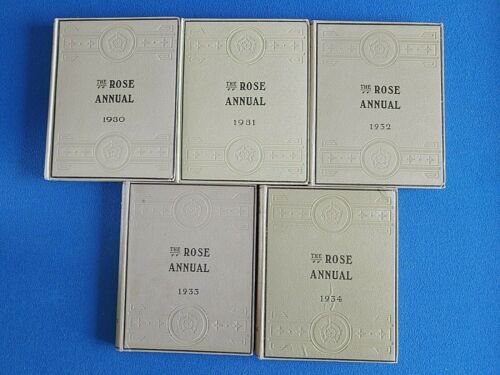 THE ROSE
ANNUAL
1930
THE ROSE
ANNUAL
1931
THE ROSE
ANNUAL
1932
THE ROSE
ANNUAL
1933
THE ROSE
ANNUAL
1934